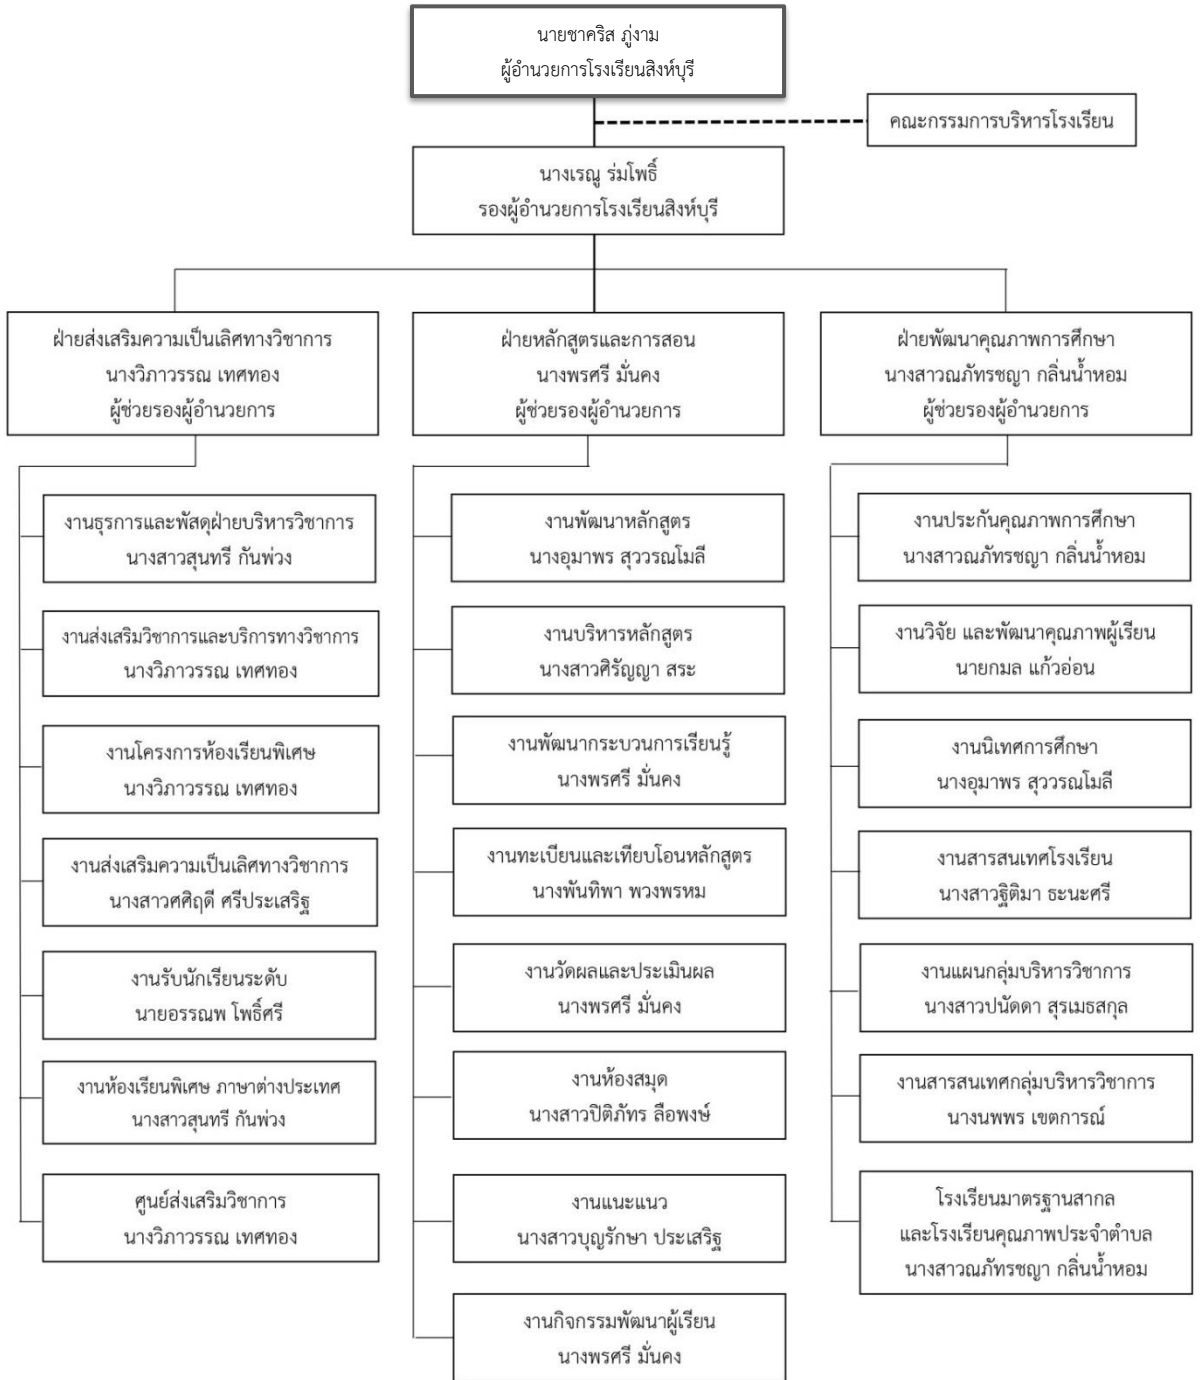 นายชาคริส ภู่งาม
ผู้อำนวยการโรงเรียนสิงห์บุรี
คณะกรรมการบริหารโรงเรียน
นางเรณู ร่มโพธิ์
รองผู้อำนวยการโรงเรียนสิงห์บุรี
ฝ่ายส่งเสริมความเป็นเลิศทางวิชาการ
นางวิภาวรรณ เทศทอง
ผู้ช่วยรองผู้อำนวยการ
งานธุรการและพัสดุฝ่ายบริหารวิชาการ
นางสาวสุนทรี กันพ่วง
งานส่งเสริมวิชาการและบริการทางวิชาการ
นางวิภาวรรณ เทศทอง
งานโครงการห้องเรียนพิเศษ
นางวิภาวรรณ เทศทอง
งานส่งเสริมความเป็นเลิศทางวิชาการ
นางสาวศศิฤดี ศรีประเสริฐ
งานรับนักเรียนระดับ
นายอรรณพ โพธิ์ศรี
งานห้องเรียนพิเศษ ภาษาต่างประเทศ
นางสาวสุนทรี กันพ่วง
ศูนย์ส่งเสริมวิชาการ
นางวิภาวรรณ เทศทอง
ฝ่ายหลักสูตรและการสอน
นางพรศรี มั่นคง
ผู้ช่วยรองผู้อำนวยการ
งานพัฒนาหลักสูตร
นางอุมาพร สุววรณโมลี
งานบริหารหลักสูตร
นางสาวศิรัญญา สระ
งานพัฒนากระบวนการเรียนรู้
นางพรศรี มั่นคง
งานทะเบียนและเทียบโอนหลักสูตร
นางพันทิพา พวงพรหม
งานวัดผลและประเมินผล
นางพรศรี มั่นคง
งานห้องสมุด
นางสาวปิติภัทร ลือพงษ์
งานแนะแนว
นางสาวบุญรักษา ประเสริฐ
งานกิจกรรมพัฒนาผู้เรียน
นางพรศรี มั่นคง
ฝ่ายพัฒนาคุณภาพการศึกษา
นางสาวณภัทรชญา กลิ่นน้ำหอม
ผู้ช่วยรองผู้อำนวยการ
งานประกันคุณภาพการศึกษา
นางสาวณภัทรชญา กลิ่นน้ำหอม
งานวิจัย และพัฒนาคุณภาพผู้เรียน
นายกมล แก้วอ่อน
งานนิเทศการศึกษา
นางอุมาพร สุววรณโมลี
งานสารสนเทศโรงเรียน
นางสาวฐิติมา ธะนะศรี
งานแผนกลุ่มบริหารวิชาการ
นางสาวปนัดดา สุรเมธสกุล
งานสารสนเทศกลุ่มบริหารวิชาการ
นางนพพร เขตการณ์
โรงเรียนมาตรฐานสากล
และโรงเรียนคุณภาพประจำตำบล
นางสาวณภัทรชญา กลิ่นน้ำหอม